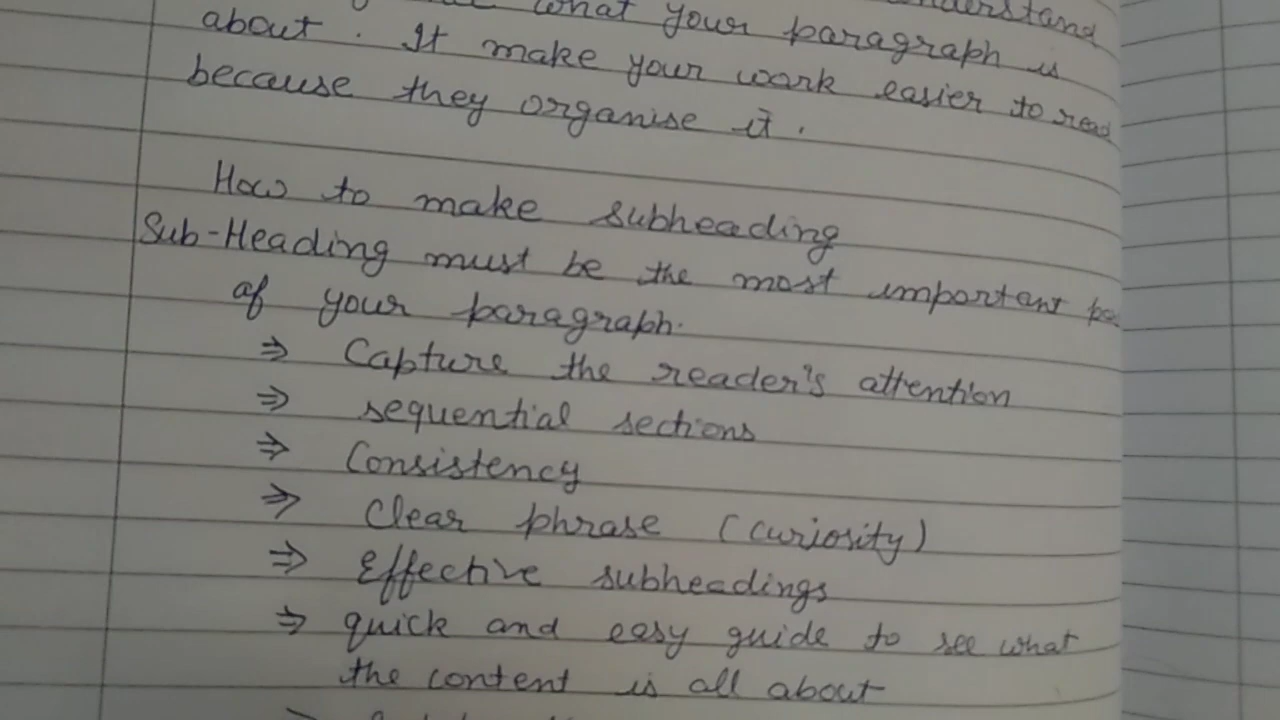 what your paragraph is
about. It make your work easier to read
because they organise it.
How to make subheading
Sub-Heading must be the most important
of your paragraph.
⇒ Capture the reader's attention
⇒ sequential sections
⇒ Consistency
⇒ Clear phrase (curiosity)
⇒ Effective subheadings
⇒ quick and easy guide to see what
the content is all about